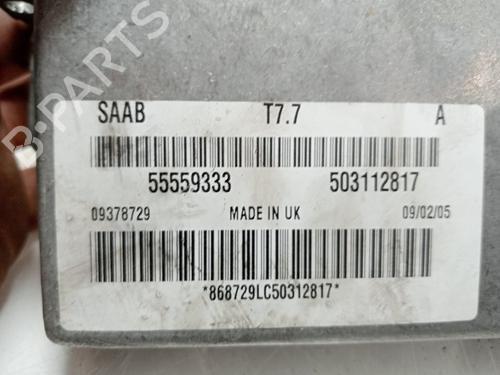 SAAB T7.7 A
55559333 503112817
09378729 MADE IN UK 09/02/05
*868729LC50312817*
B-PARTS